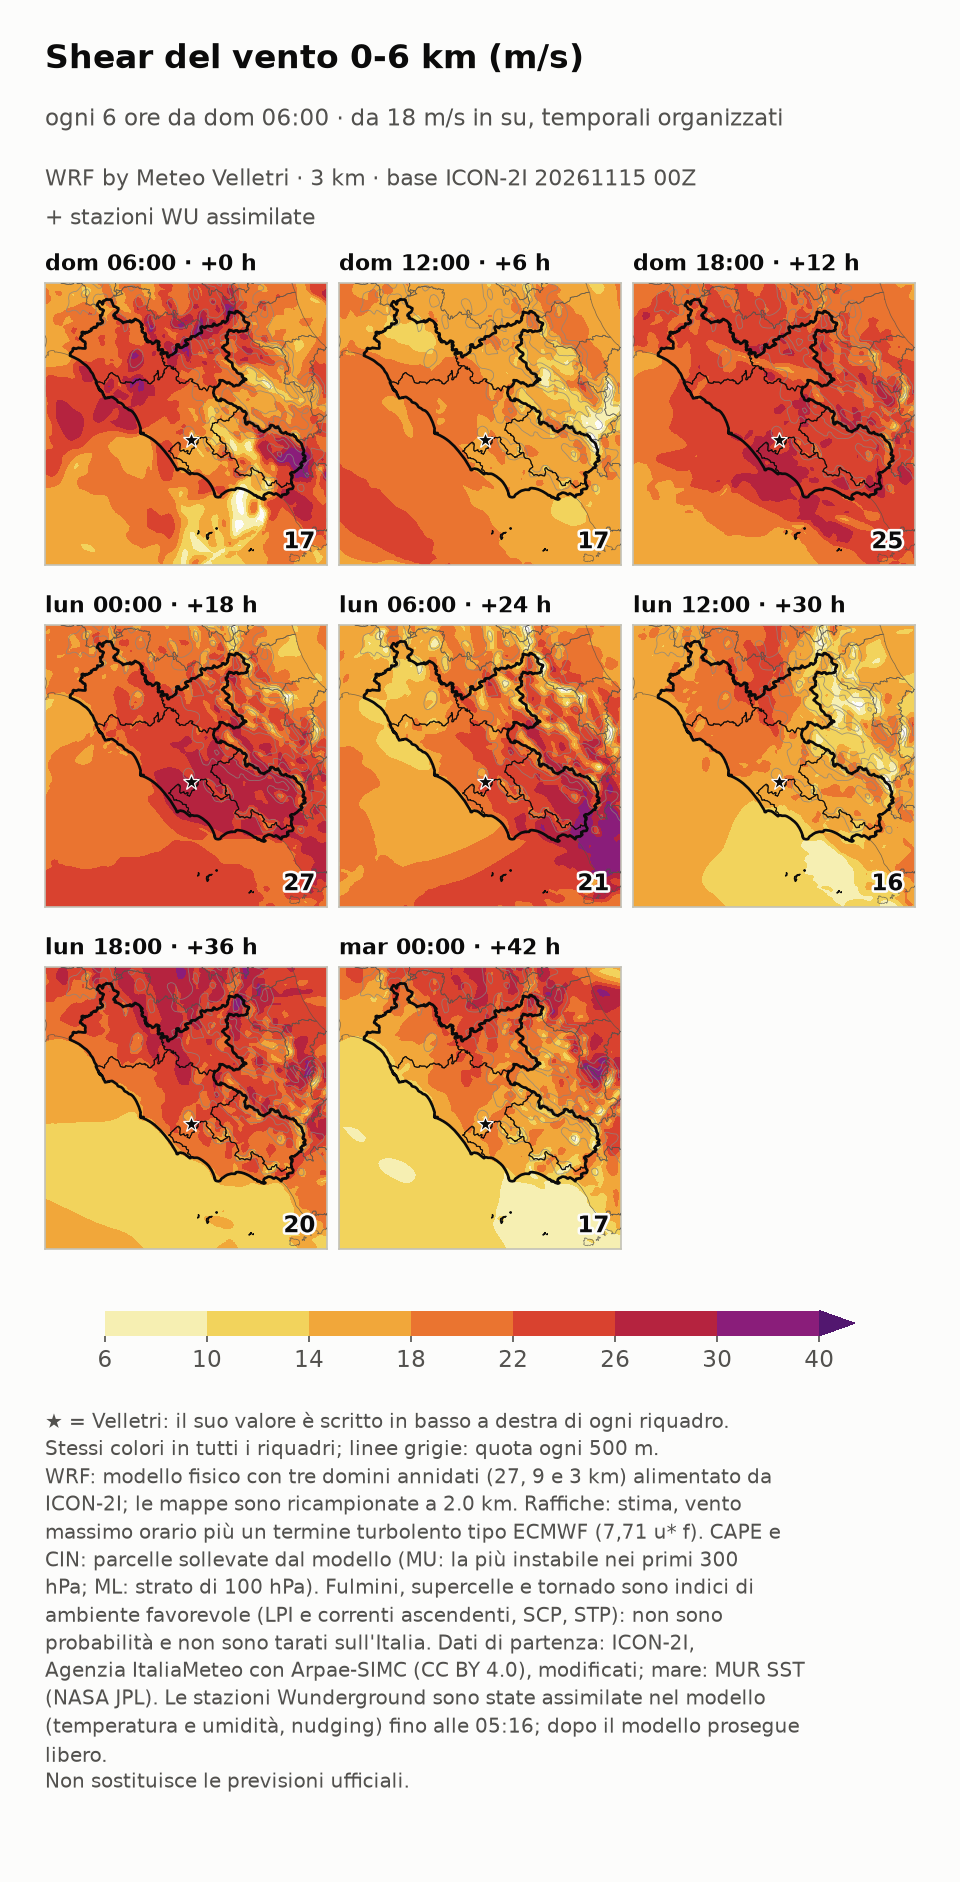 Shear del vento 0-6 km (m/s)
ogni 6 ore da dom 06:00 · da 18 m/s in su, temporali organizzati
WRF by Meteo Velletri · 3 km · base ICON-2I 20261115 00Z
+ stazioni WU assimilate
dom 06:00 · +0 h
dom 12:00 · +6 h
dom 18:00 · +12 h
17
17
25
lun 00:00 · +18 h
lun 06:00 · +24 h
lun 12:00 · +30 h
27
21
16
lun 18:00 · +36 h
mar 00:00 · +42 h
20
17
6 10 14 18 22 26 30 40
★ = Velletri: il suo valore è scritto in basso a destra di ogni riquadro.
Stessi colori in tutti i riquadri; linee grigie: quota ogni 500 m.
WRF: modello fisico con tre domini annidati (27, 9 e 3 km) alimentato da
ICON-2I; le mappe sono ricampionate a 2.0 km. Raffiche: stima, vento
massimo orario più un termine turbolento tipo ECMWF (7,71 u* f). CAPE e
CIN: parcelle sollevate dal modello (MU: la più instabile nei primi 300
hPa; ML: strato di 100 hPa). Fulmini, supercelle e tornado sono indici di
ambiente favorevole (LPI e correnti ascendenti, SCP, STP): non sono
probabilità e non sono tarati sull'Italia. Dati di partenza: ICON-2I,
Agenzia ItaliaMeteo con Arpae-SIMC (CC BY 4.0), modificati; mare: MUR SST
(NASA JPL). Le stazioni Wunderground sono state assimilate nel modello
(temperatura e umidità, nudging) fino alle 05:16; dopo il modello prosegue
libero.
Non sostituisce le previsioni ufficiali.